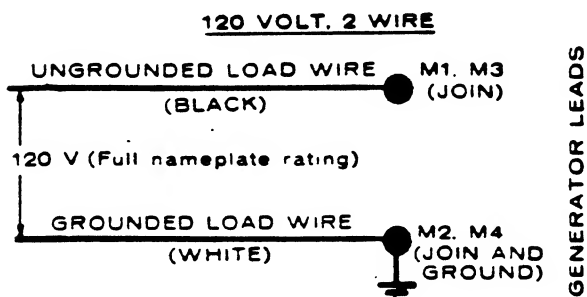 120 VOLT. 2 WIRE
UNGROUNDED LOAD WIRE
(BLACK)
M1. M3
(JOIN)
120 V (Full nameplate rating)
GROUNDED LOAD WIRE
(WHITE)
M2. M4
(JOIN AND
GROUND)
GENERATOR LEADS